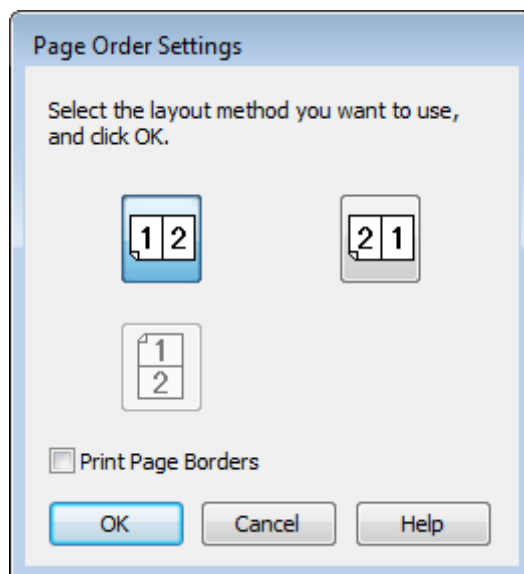 Page Order Settings
Select the layout method you want to use,
and click OK.
1 2
2 1
1
2
Print Page Borders
OK Cancel Help